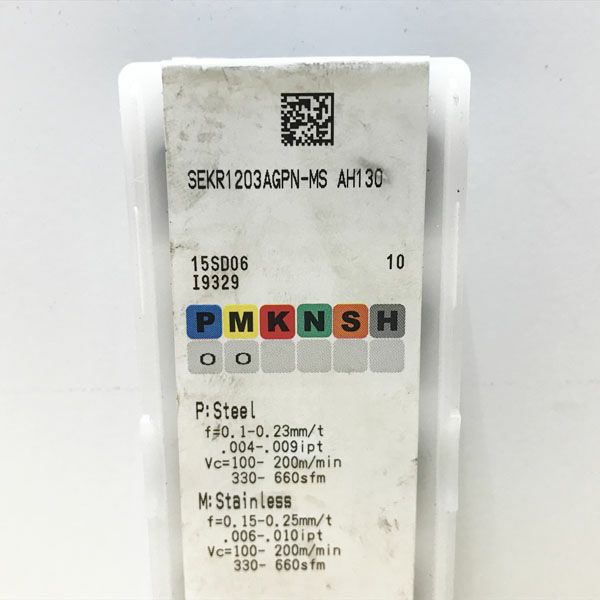 SEKR1203AGPN-MS AH130
15SD06 10
I9329
P M K N S H
O O
P:Steel
f=0.1-0.23mm/t
.004-.009ipt
Vc=100- 200m/min
330- 660sfm
M:Stainless
f=0.15-0.25mm/t
.006-.010ipt
Vc=100- 200m/min
330- 660sfm